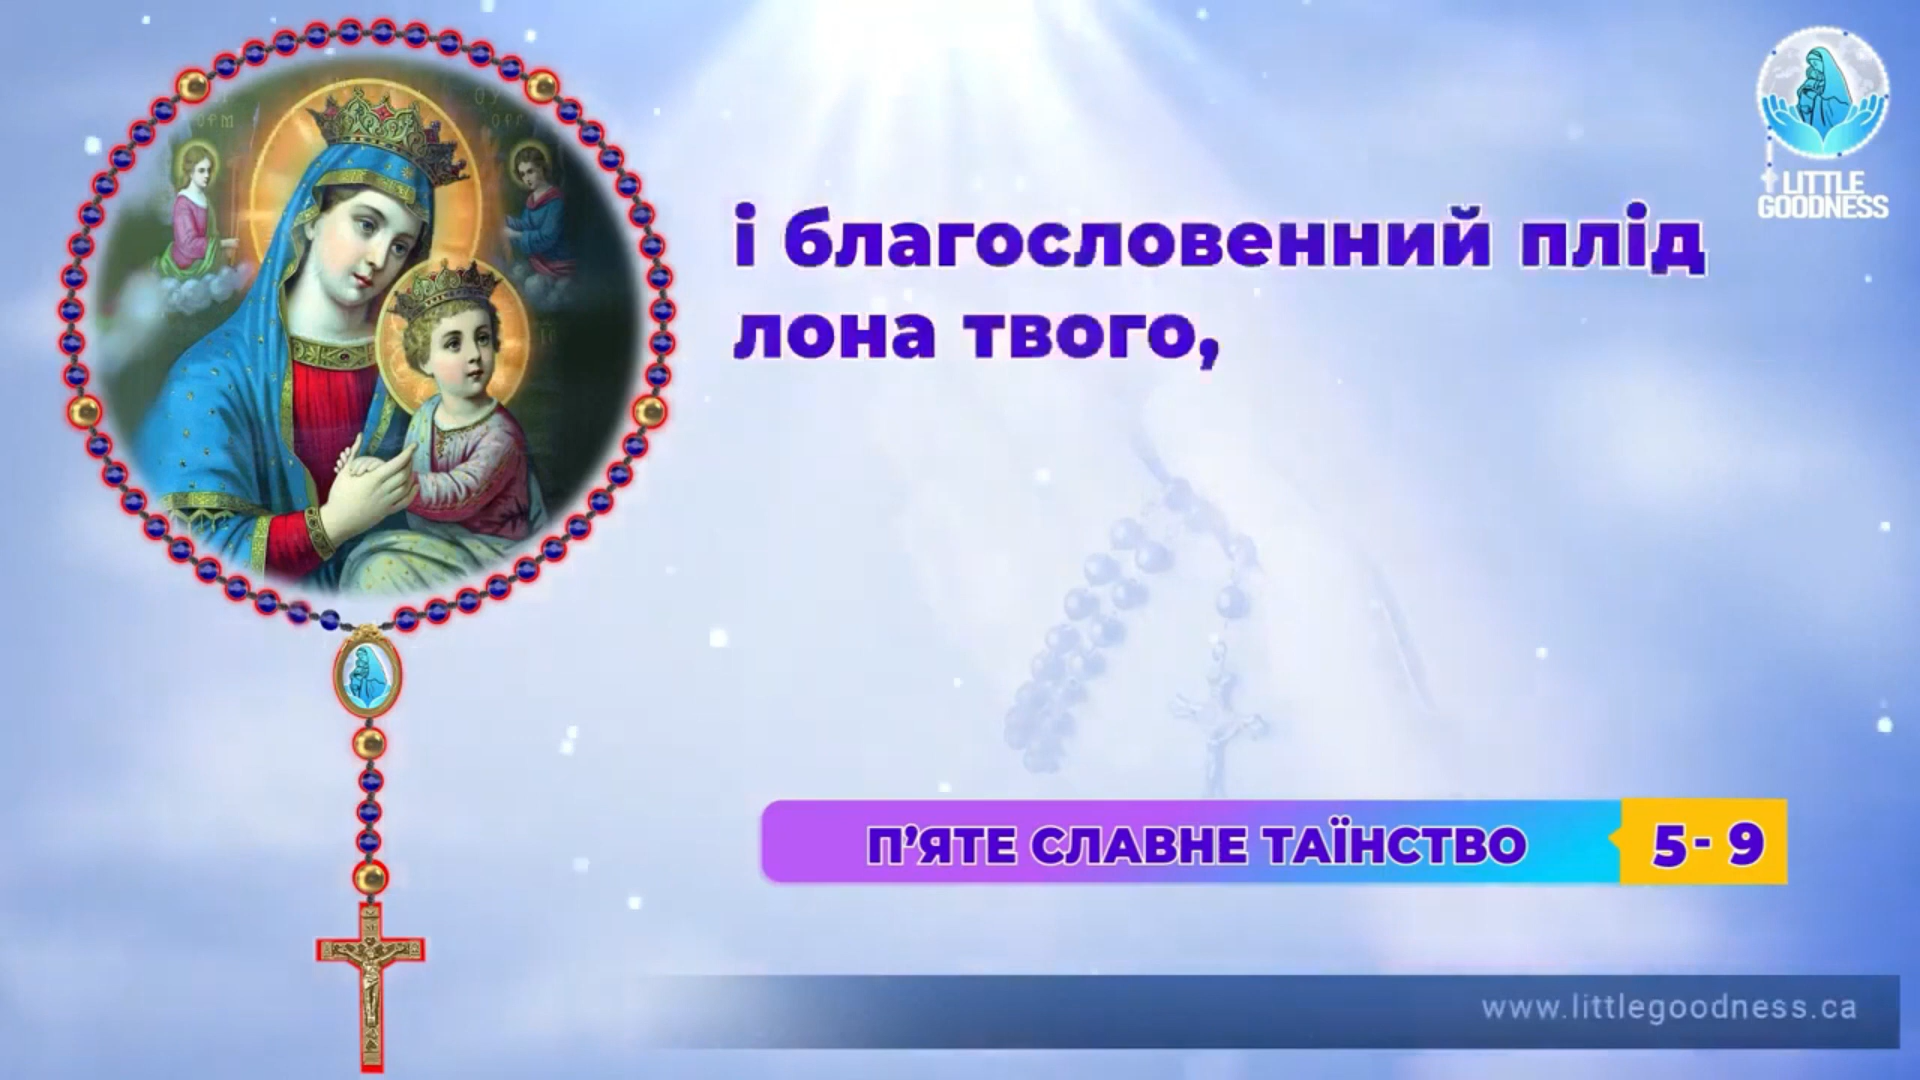 LITTLE
GOODNESS
і благословенний плід
лона твого,
П’ЯТЕ СЛАВНЕ ТАЇНСТВО
5 - 9
www.littlegoodness.ca